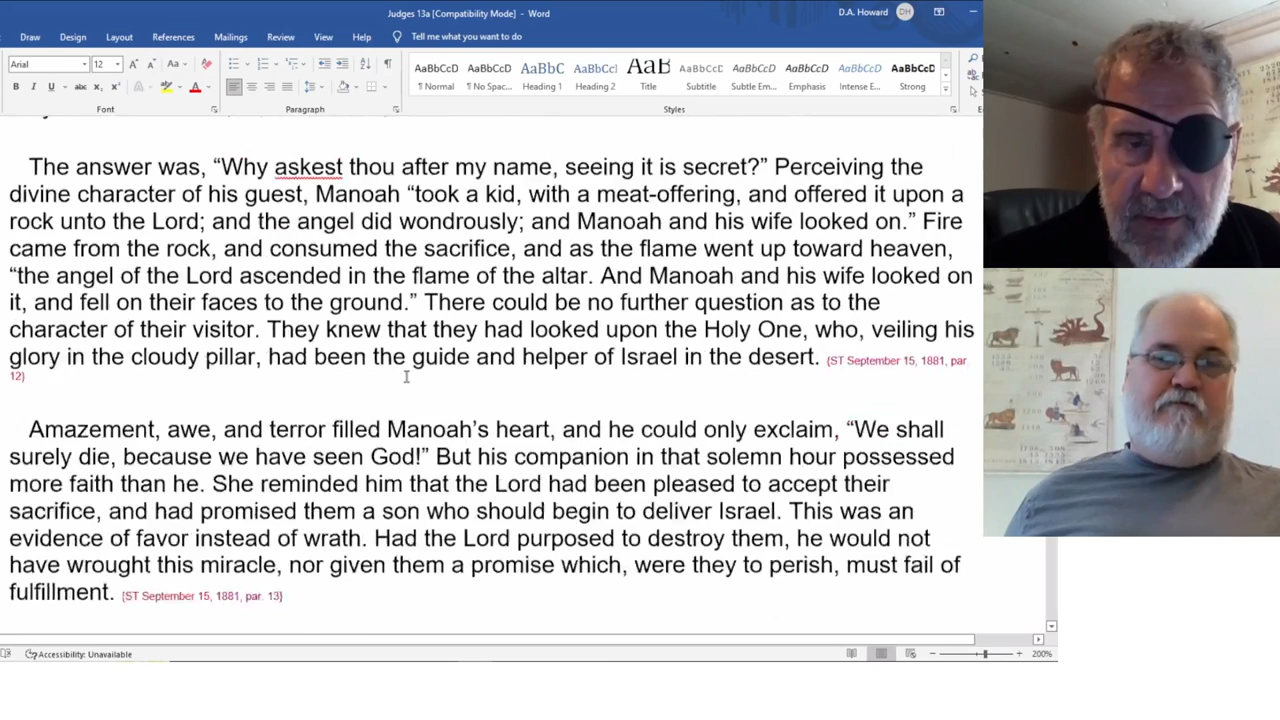 Judges 13a [Compatibility Mode] - Word
D.A. Howard
DH
Draw Design Layout References Mailings Review View Help Tell me what you want to do
Arial 12
AaBbCcD AaBbCcD AaBbC AaBbCcI AaB AaBbCcD AaBbCcD AaBbCcD AaBbCcD AaBbCcD
¶ Normal ¶ No Spac... Heading 1 Heading 2 Title Subtitle Subtle Em... Emphasis Intense E... Strong
Font Paragraph Styles
The answer was, “Why askest thou after my name, seeing it is secret?” Perceiving the
divine character of his guest, Manoah “took a kid, with a meat-offering, and offered it upon a
rock unto the Lord; and the angel did wondrously; and Manoah and his wife looked on.” Fire
came from the rock, and consumed the sacrifice, and as the flame went up toward heaven,
“the angel of the Lord ascended in the flame of the altar. And Manoah and his wife looked on
it, and fell on their faces to the ground.” There could be no further question as to the
character of their visitor. They knew that they had looked upon the Holy One, who, veiling his
glory in the cloudy pillar, had been the guide and helper of Israel in the desert. {ST September 15, 1881, par.
12}
Amazement, awe, and terror filled Manoah’s heart, and he could only exclaim, “We shall
surely die, because we have seen God!” But his companion in that solemn hour possessed
more faith than he. She reminded him that the Lord had been pleased to accept their
sacrifice, and had promised them a son who should begin to deliver Israel. This was an
evidence of favor instead of wrath. Had the Lord purposed to destroy them, he would not
have wrought this miracle, nor given them a promise which, were they to perish, must fail of
fulfillment. {ST September 15, 1881, par. 13}
Accessibility: Unavailable
200%